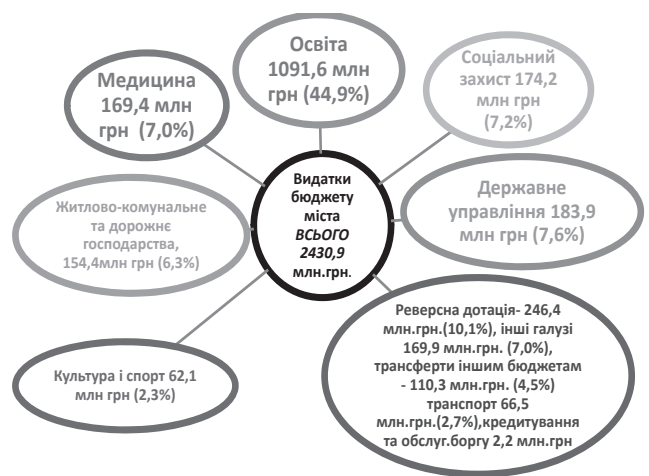 Освіта
1091,6 млн
грн (44,9%)
Медицина
169,4 млн
грн (7,0%)
Соціальний
захист 174,2
млн грн
(7,2%)
Видатки
бюджету
міста
ВСЬОГО
2430,9
млн.грн.
Житлово-комунальне
та дорожнє
господарства,
154,4млн грн (6,3%)
Державне
управління 183,9
млн грн (7,6%)
Культура і спорт 62,1
млн грн (2,3%)
Реверсна дотація- 246,4
млн.грн.(10,1%), інші галузі
169,9 млн.грн. (7,0%),
трансферти іншим бюджетам
- 110,3 млн.грн. (4,5%)
транспорт 66,5
млн.грн.(2,7%),кредитування
та обслуг.боргу 2,2 млн.грн